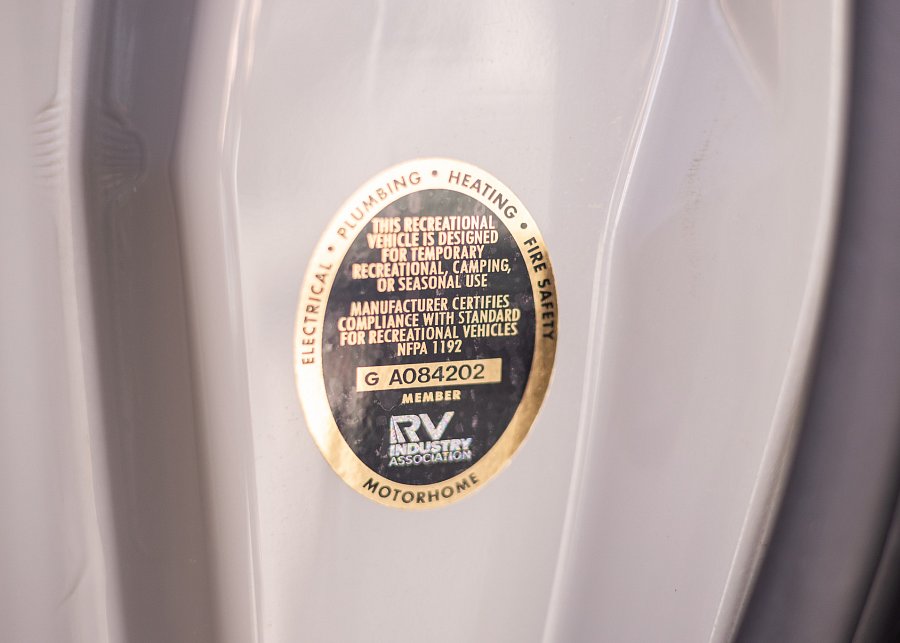 ELECTRICAL • PLUMBING • HEATING • FIRE SAFETY
THIS RECREATIONAL
VEHICLE IS DESIGNED
FOR TEMPORARY
RECREATIONAL, CAMPING,
OR SEASONAL USE
MANUFACTURER CERTIFIES
COMPLIANCE WITH STANDARD
FOR RECREATIONAL VEHICLES
NFPA 1192
G A084202
MEMBER
RV
INDUSTRY
ASSOCIATION
MOTORHOME